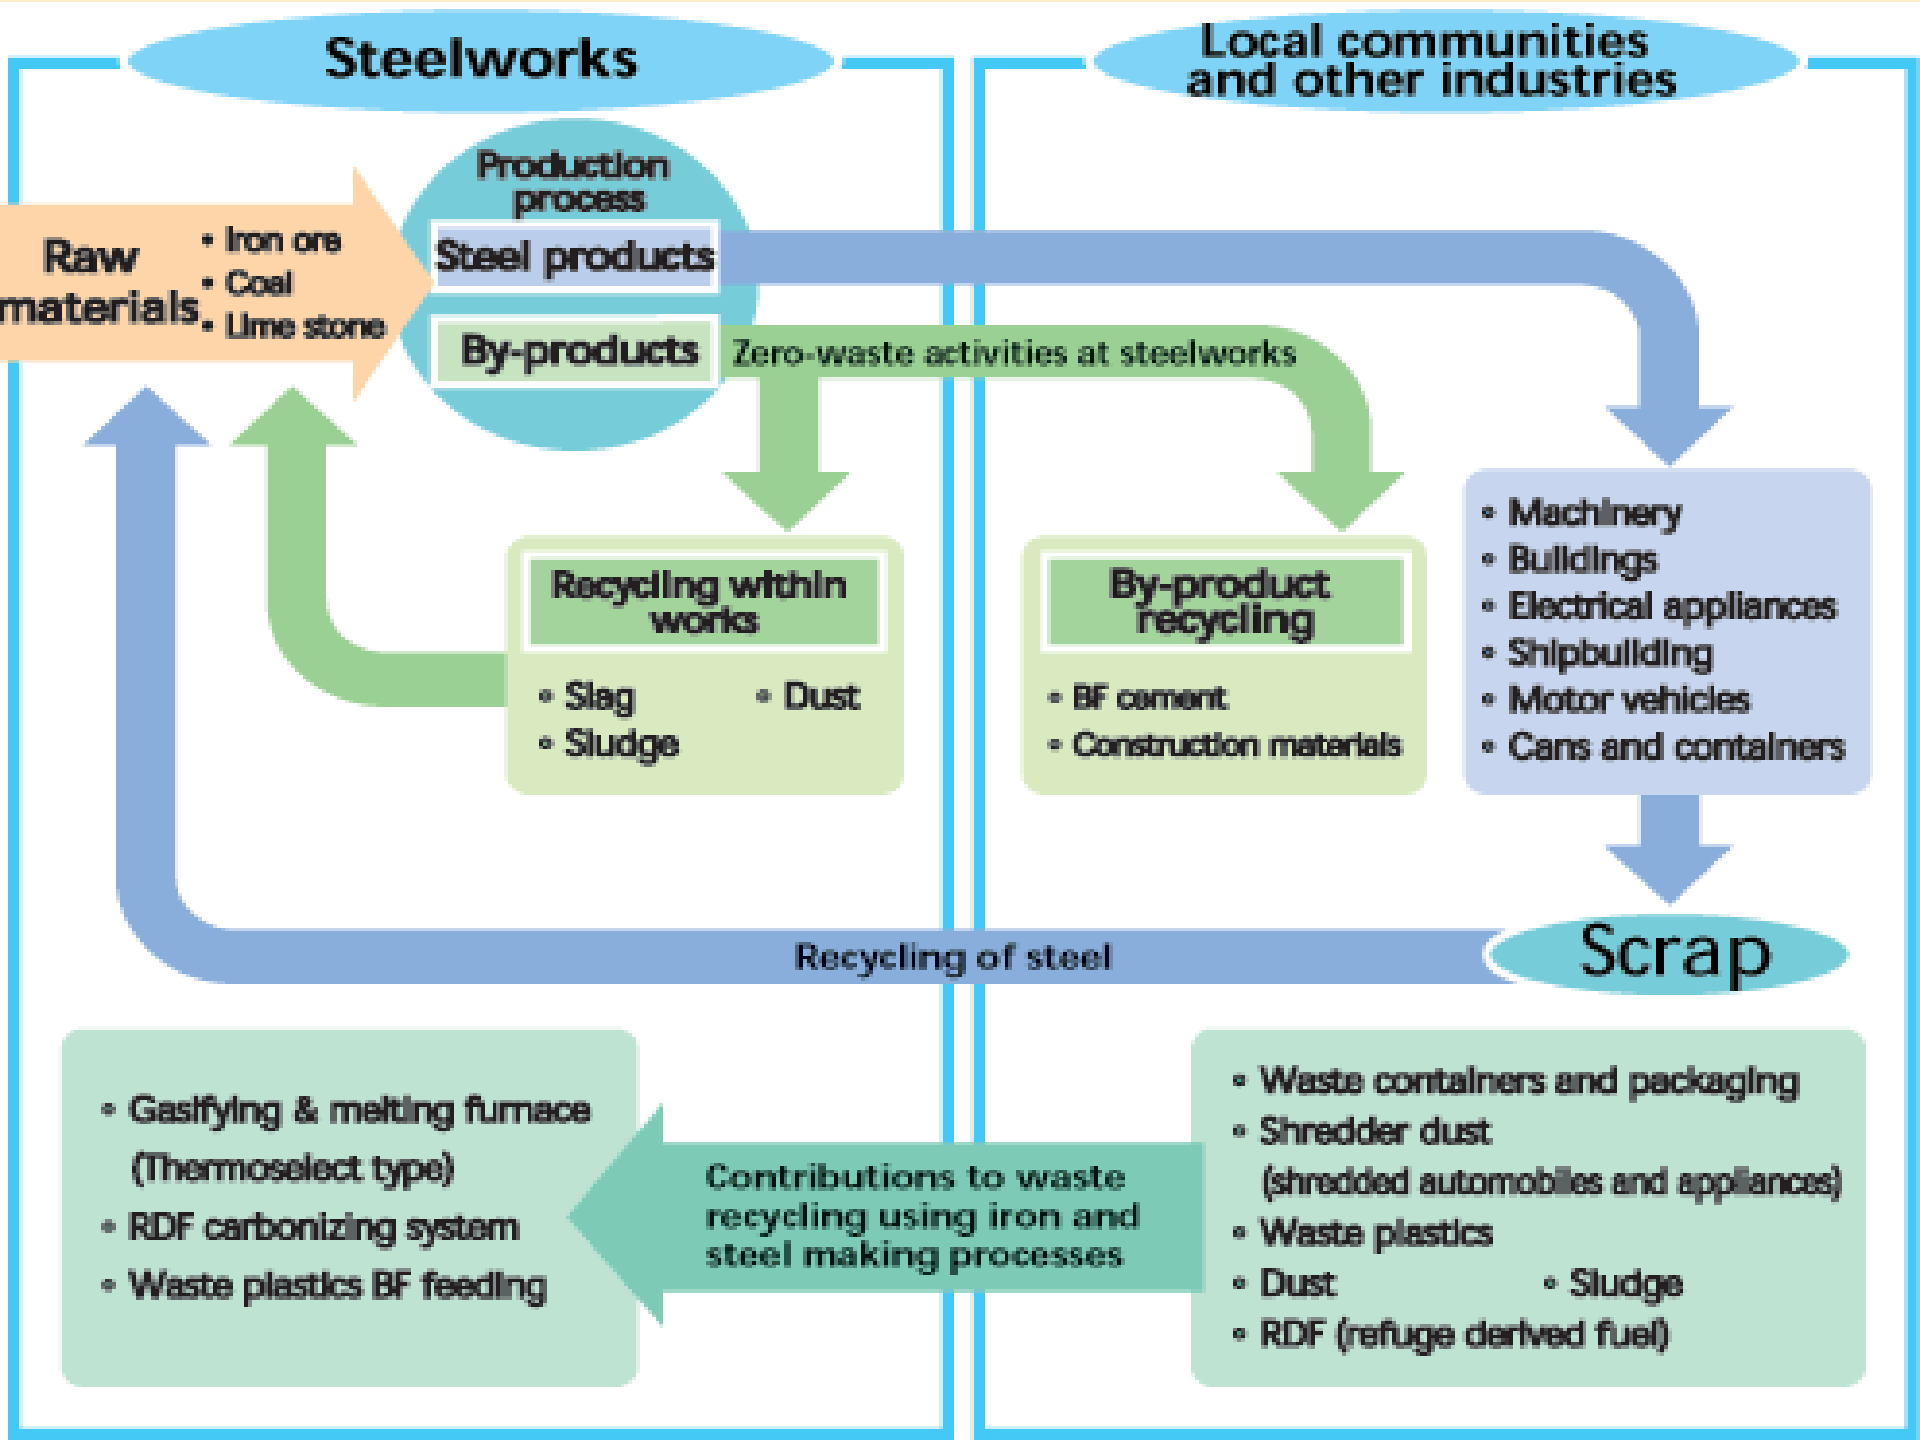 Steelworks
Local communities
and other industries
Production
process
Raw
materials
• Iron ore
• Coal
• Lime stone
Steel products
By-products
Zero-waste activities at steelworks
Recycling within
works
• Slag
• Dust
• Sludge
By-product
recycling
• BF cement
• Construction materials
• Machinery
• Buildings
• Electrical appliances
• Shipbuilding
• Motor vehicles
• Cans and containers
Recycling of steel
Scrap
• Gasifying & melting furnace
(Thermoselect type)
• RDF carbonizing system
• Waste plastics BF feeding
Contributions to waste
recycling using iron and
steel making processes
• Waste containers and packaging
• Shredder dust
(shredded automobiles and appliances)
• Waste plastics
• Dust
• Sludge
• RDF (refuge derived fuel)